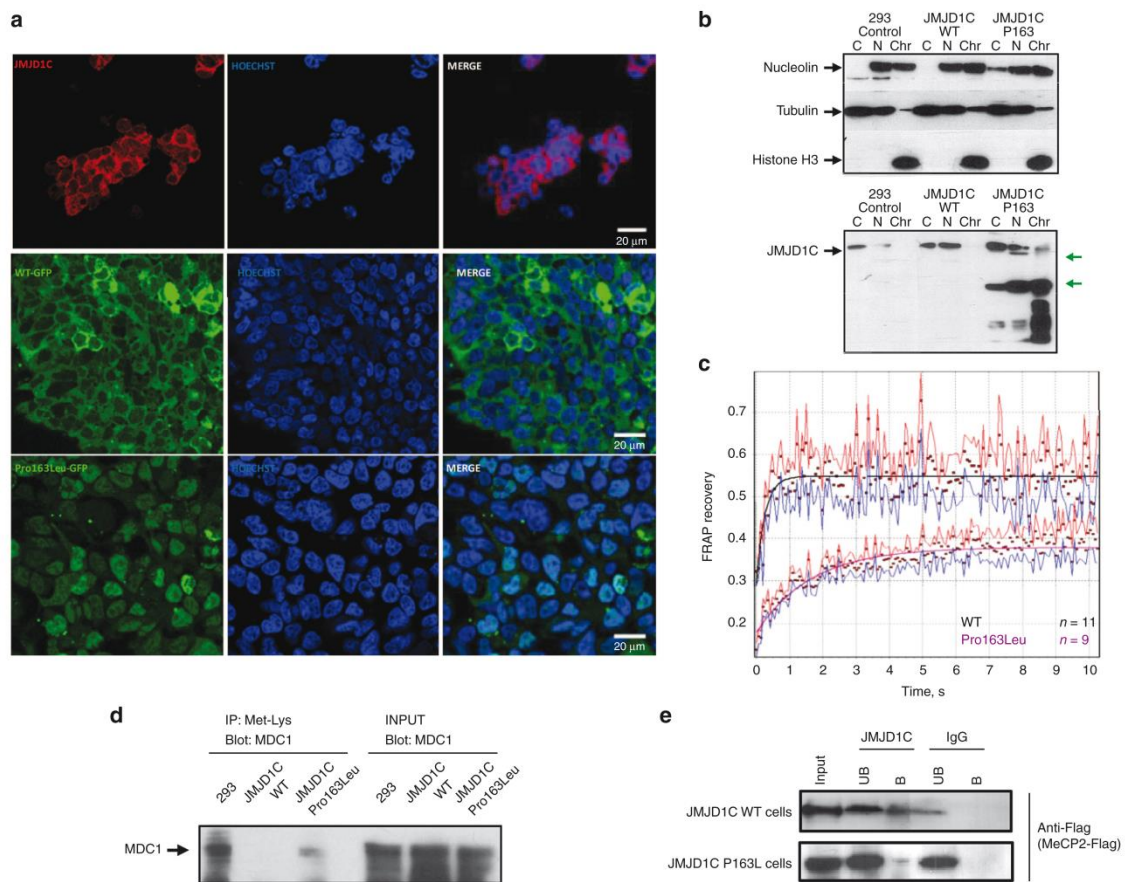 a
JMJD1C
HOECHST
MERGE
20 μm
WT-GFP
HOECHST
MERGE
20 μm
Pro163Leu-GFP
HOECHST
MERGE
20 μm
b
293 Control
JMJD1C WT
JMJD1C P163
C N Chr C N Chr C N Chr
Nucleolin
Tubulin
Histone H3
293 Control
JMJD1C WT
JMJD1C P163
C N Chr C N Chr C N Chr
JMJD1C
c
FRAP recovery
0.7
0.6
0.5
0.4
0.3
0.2
WT n = 11
Pro163Leu n = 9
0 1 2 3 4 5 6 7 8 9 10
Time, s
d
IP: Met-Lys
Blot: MDC1
INPUT
Blot: MDC1
293
JMJD1C WT
JMJD1C Pro163Leu
293
JMJD1C WT
JMJD1C Pro163Leu
MDC1
e
JMJD1C IgG
Input UB B UB B
JMJD1C WT cells
JMJD1C P163L cells
Anti-Flag
(MeCP2-Flag)